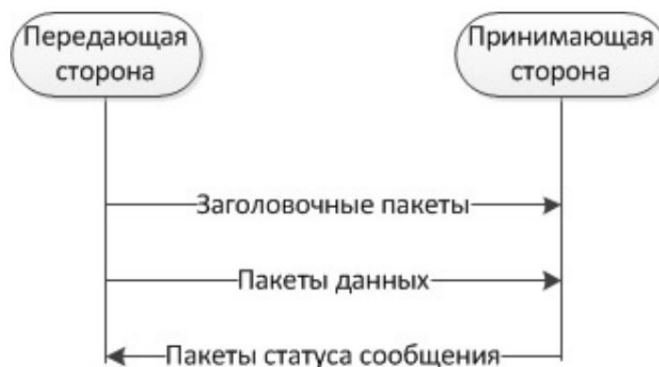 Передающая
сторона
Принимающая
сторона
Заголовочные пакеты
Пакеты данных
Пакеты статуса сообщения